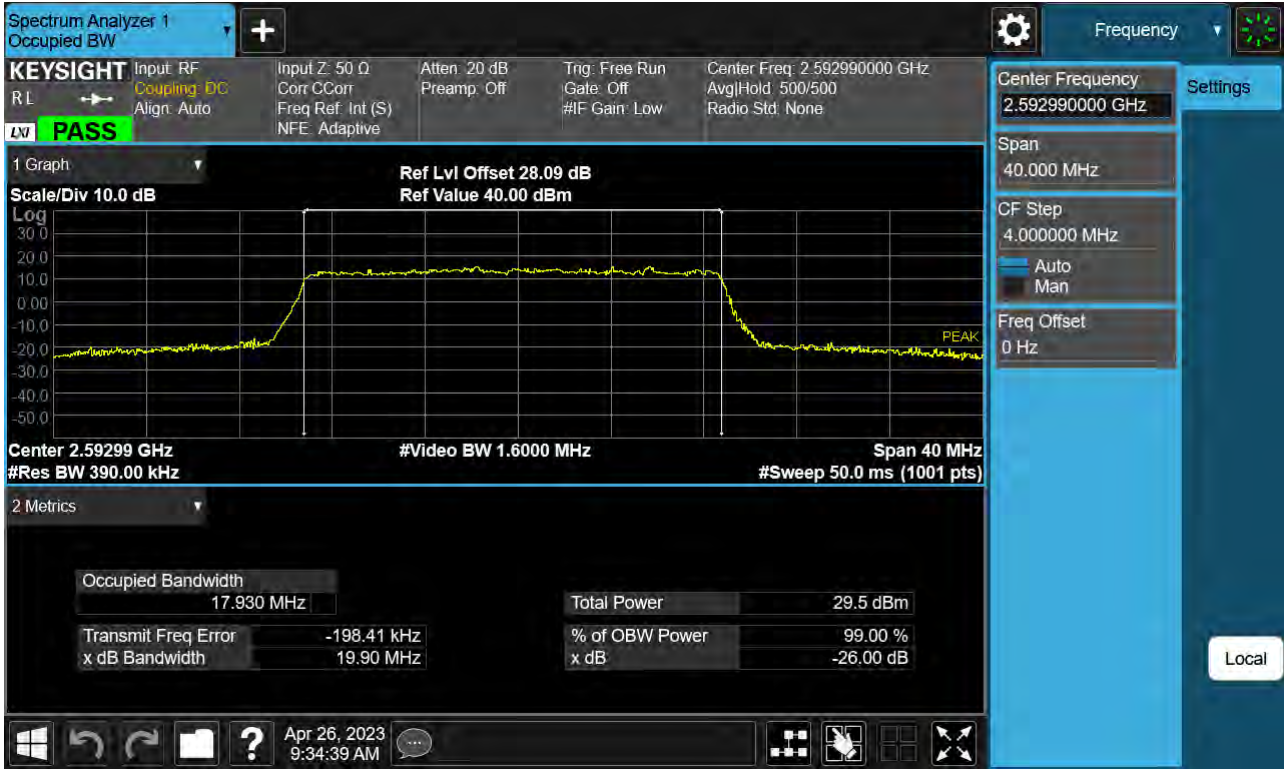 Spectrum Analyzer 1
Occupied BW
Frequency
KEYSIGHT
R L
LXI
PASS
Input: RF
Coupling: DC
Align: Auto
Input Z: 50 Ω
Corr CCorr
Freq Ref: Int (S)
NFE: Adaptive
Atten: 20 dB
Preamp: Off
Trig: Free Run
Gate: Off
#IF Gain: Low
Center Freq: 2.592990000 GHz
Avg|Hold: 500/500
Radio Std: None
Center Frequency
2.592990000 GHz
Settings
Span
40.000 MHz
CF Step
4.000000 MHz
Auto
Man
Freq Offset
0 Hz
Local
1 Graph
Scale/Div 10.0 dB
Ref Lvl Offset 28.09 dB
Ref Value 40.00 dBm
Log
30.0
20.0
10.0
0.00
-10.0
-20.0
-30.0
-40.0
-50.0
PEAK
Center 2.59299 GHz
#Video BW 1.6000 MHz
Span 40 MHz
#Res BW 390.00 kHz
#Sweep 50.0 ms (1001 pts)
2 Metrics
Occupied Bandwidth
17.930 MHz
Total Power 29.5 dBm
Transmit Freq Error -198.41 kHz
% of OBW Power 99.00 %
x dB Bandwidth 19.90 MHz
x dB -26.00 dB
?
Apr 26, 2023
9:34:39 AM